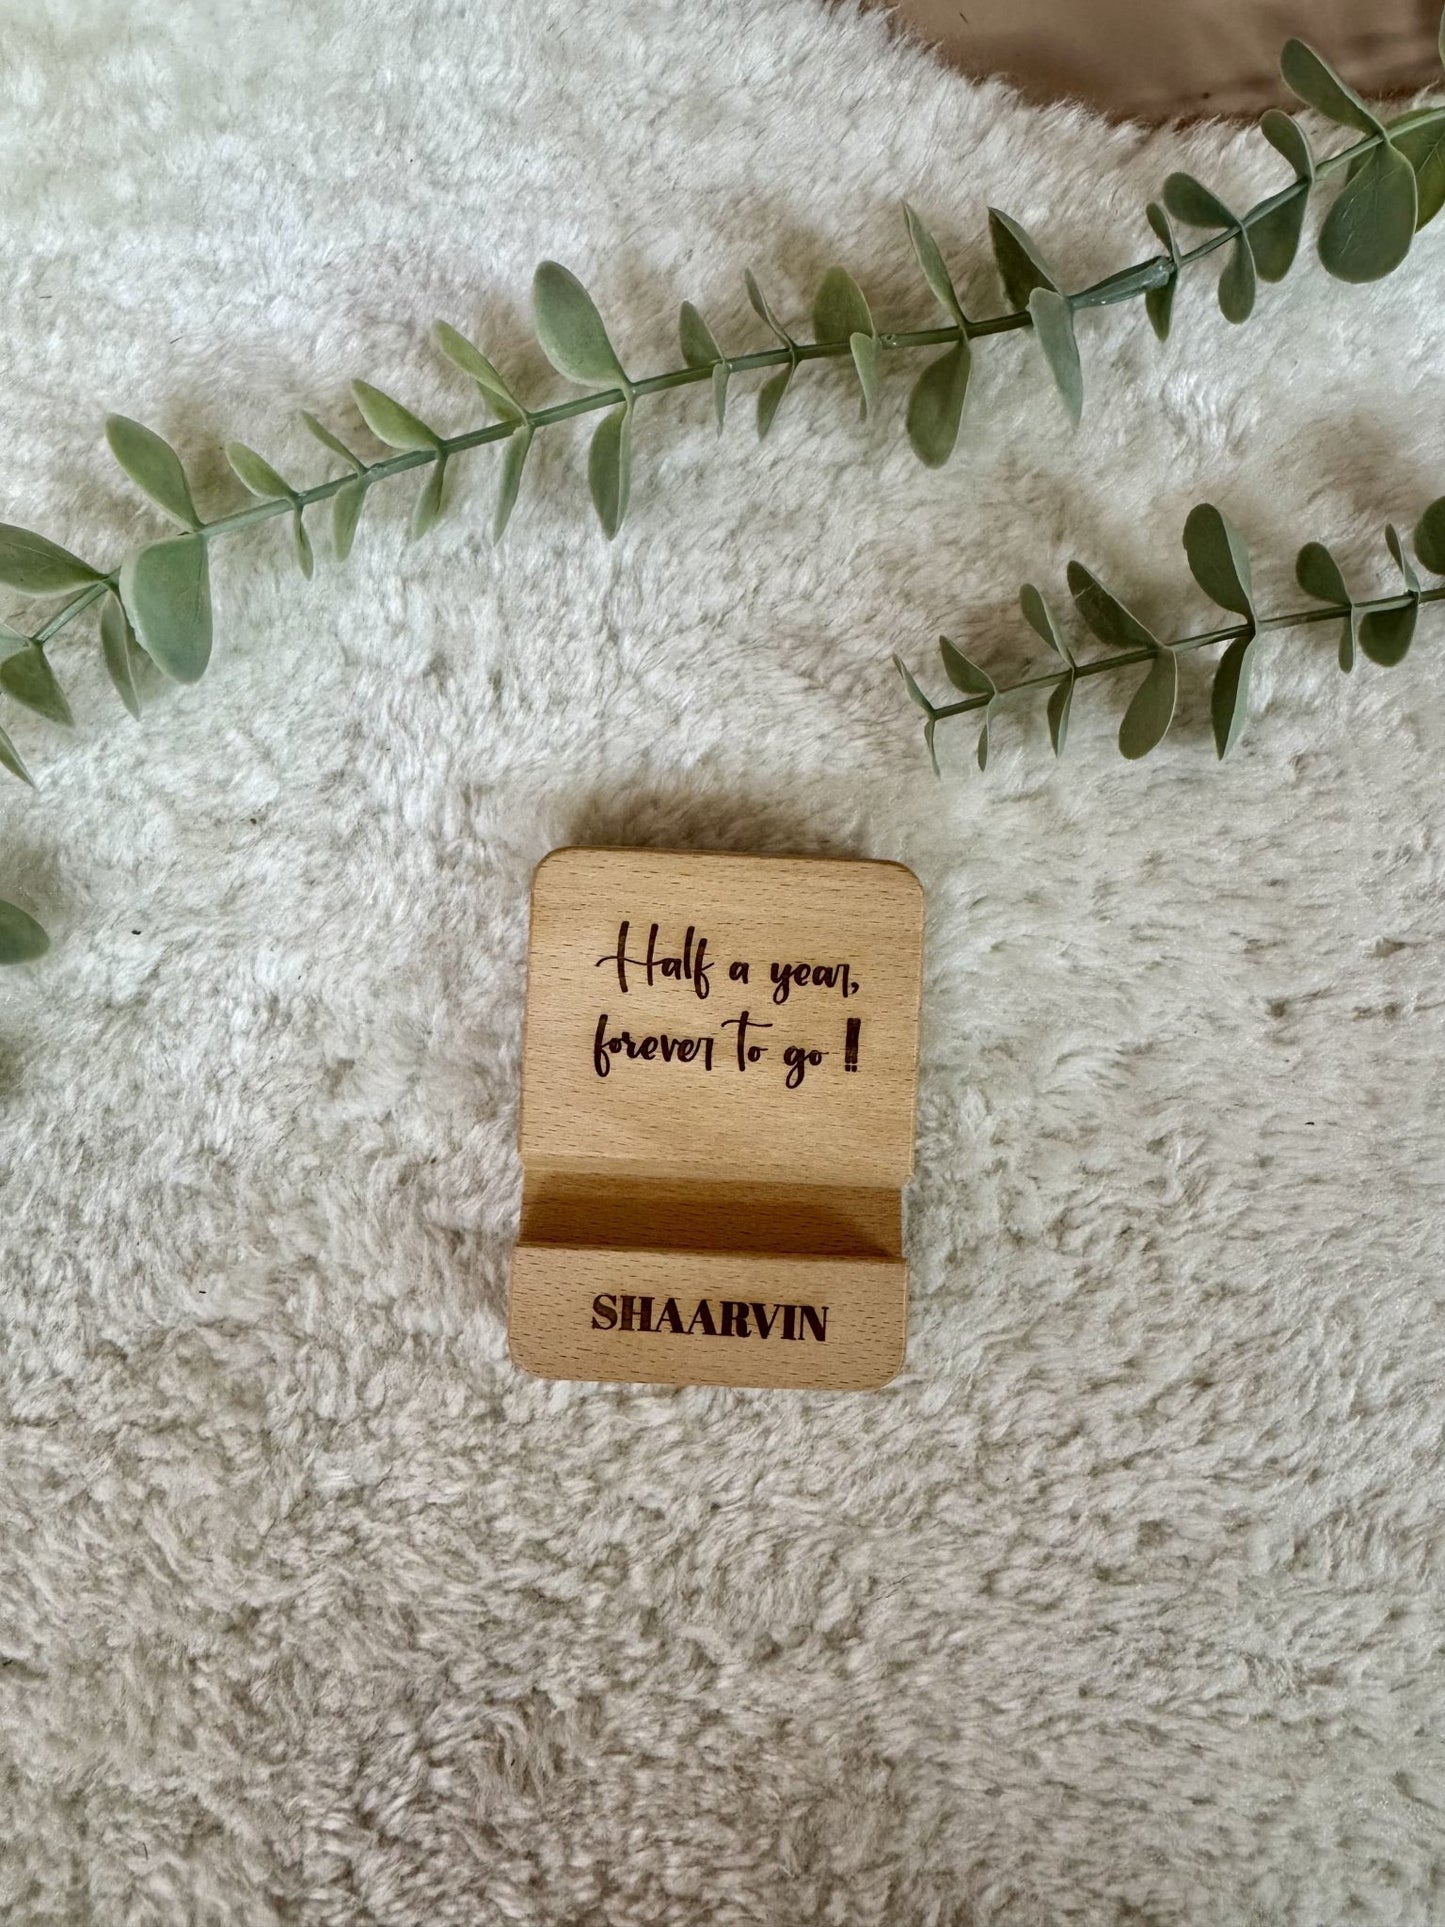 Half a year,
forever to go !!
SHAARVIN